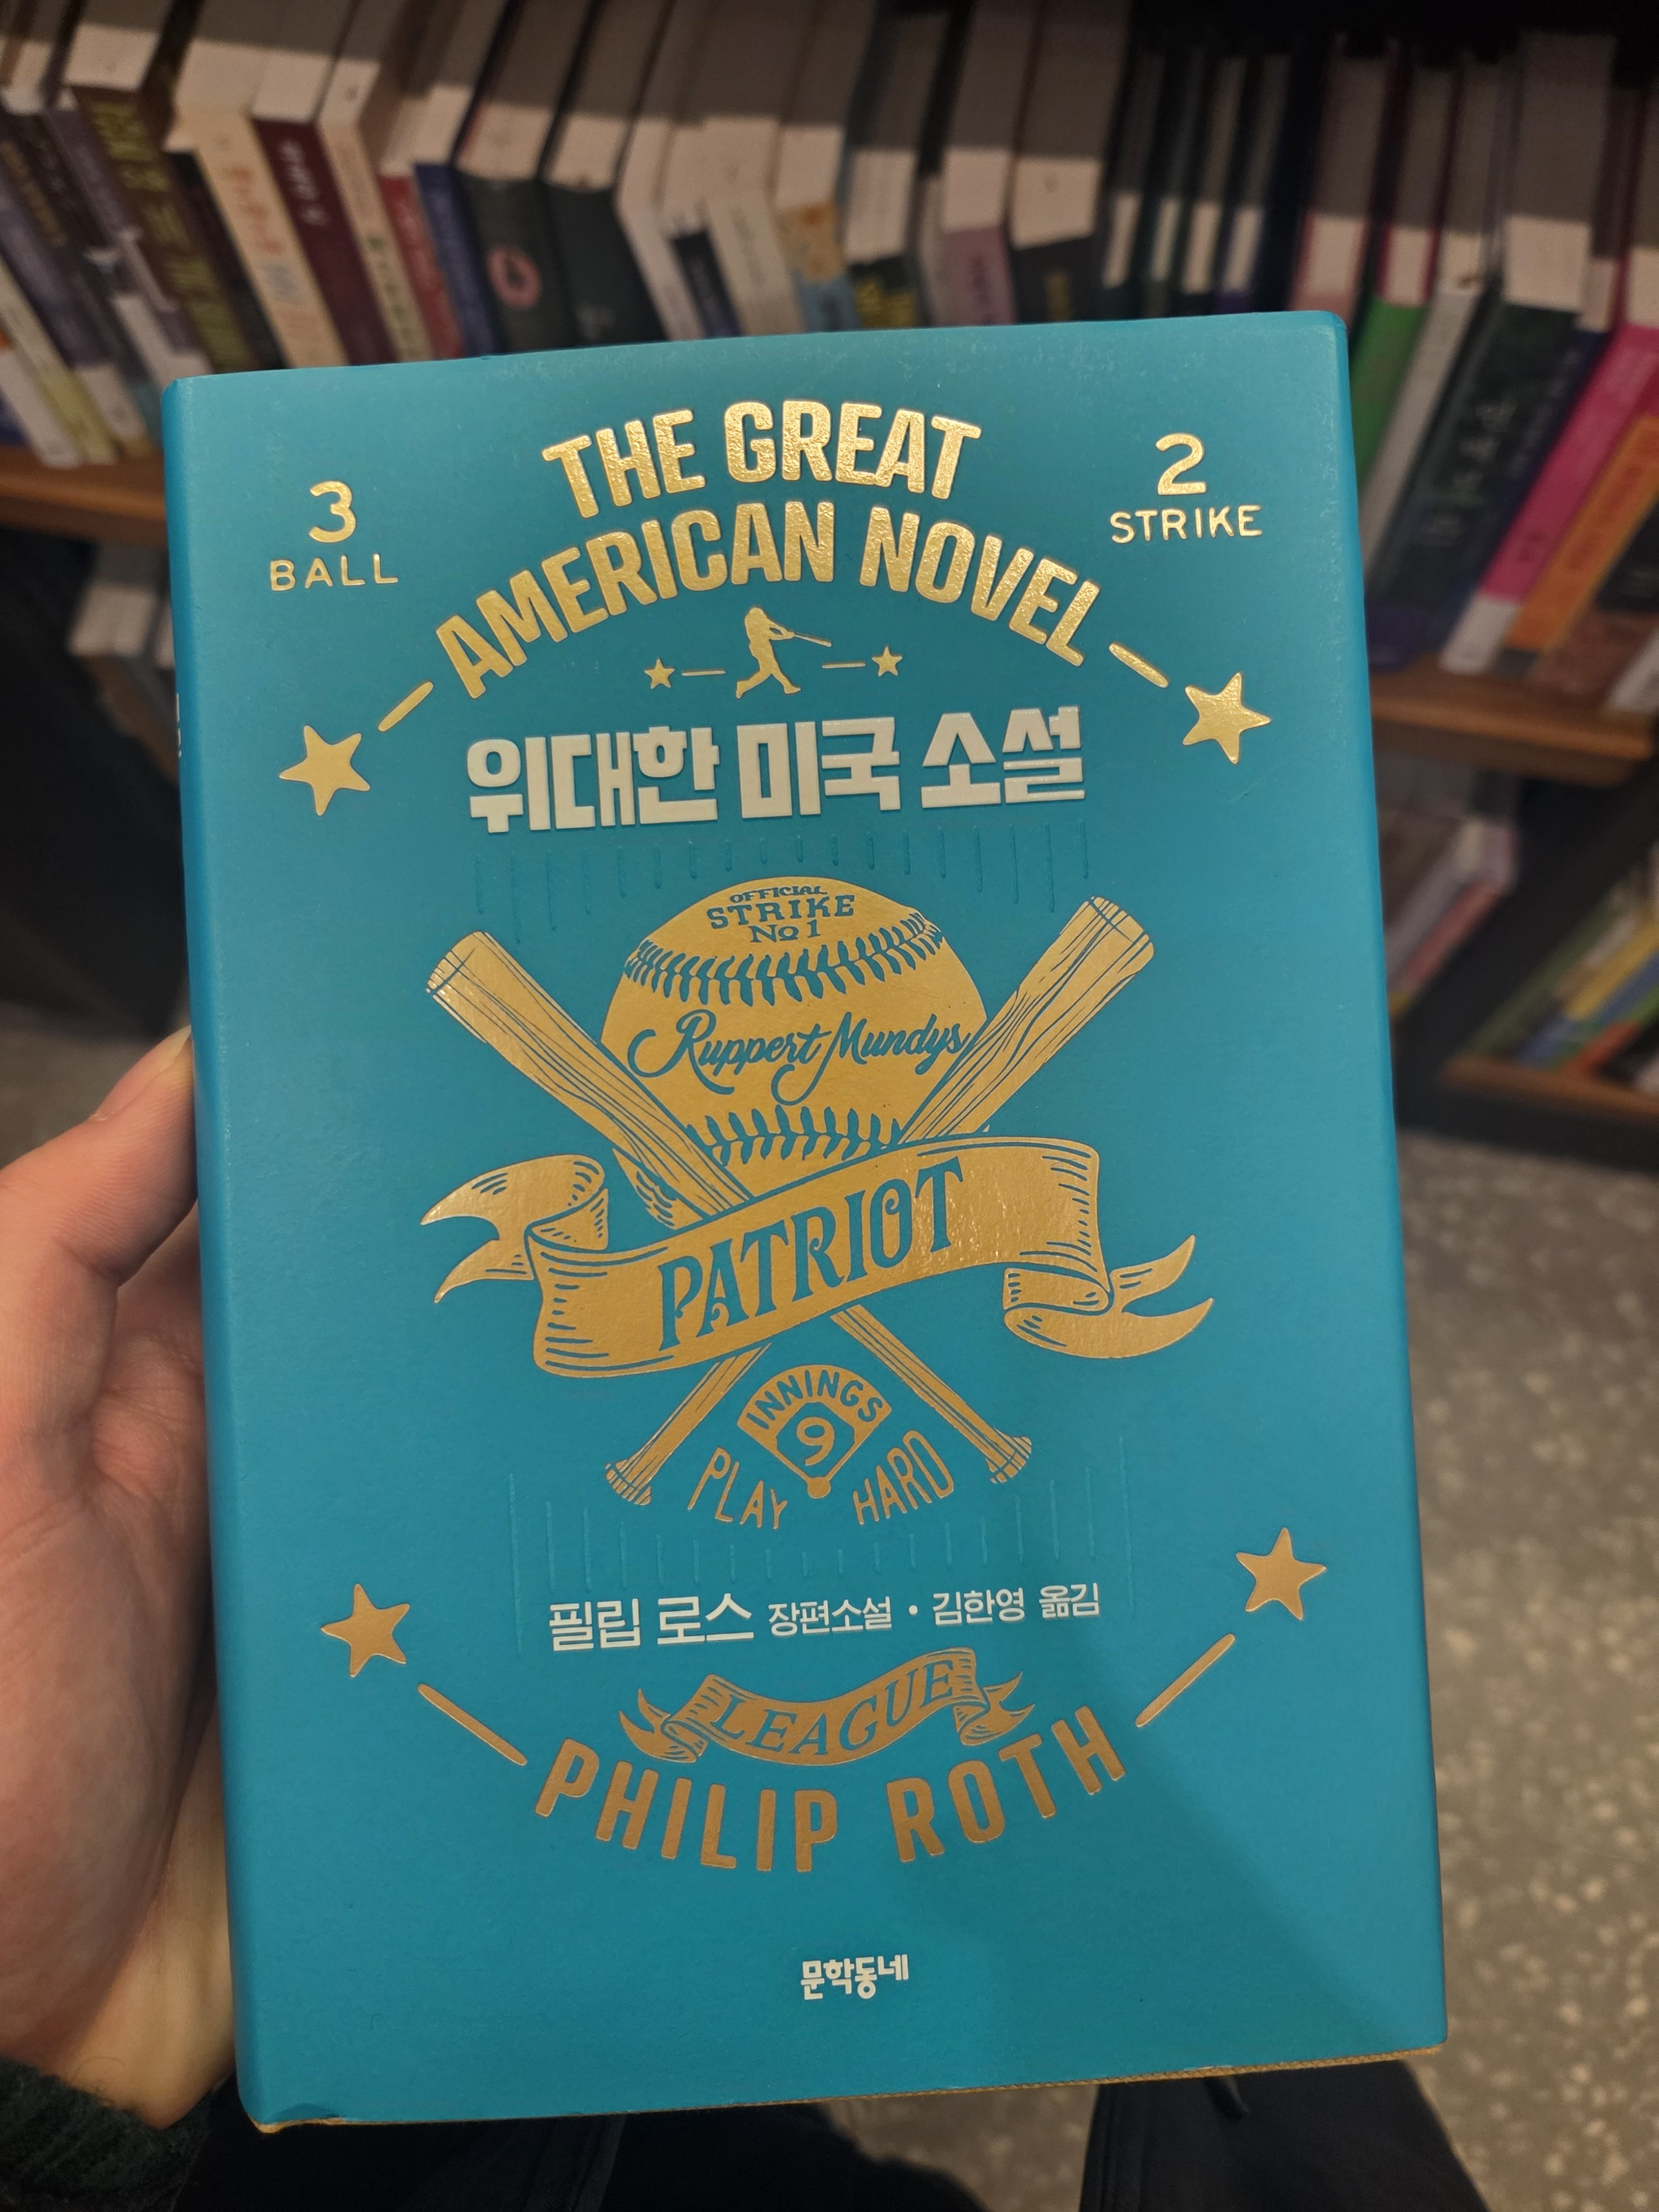 THE GREAT
AMERICAN NOVEL
3
BALL
2
STRIKE
위대한 미국 소설
OFFICIAL
STRIKE
No 1
Ruppert Mundys
PATRIOT
INNINGS
9
PLAY HARD
필립 로스 장편소설 · 김한영 옮김
LEAGUE
PHILIP ROTH
문학동네